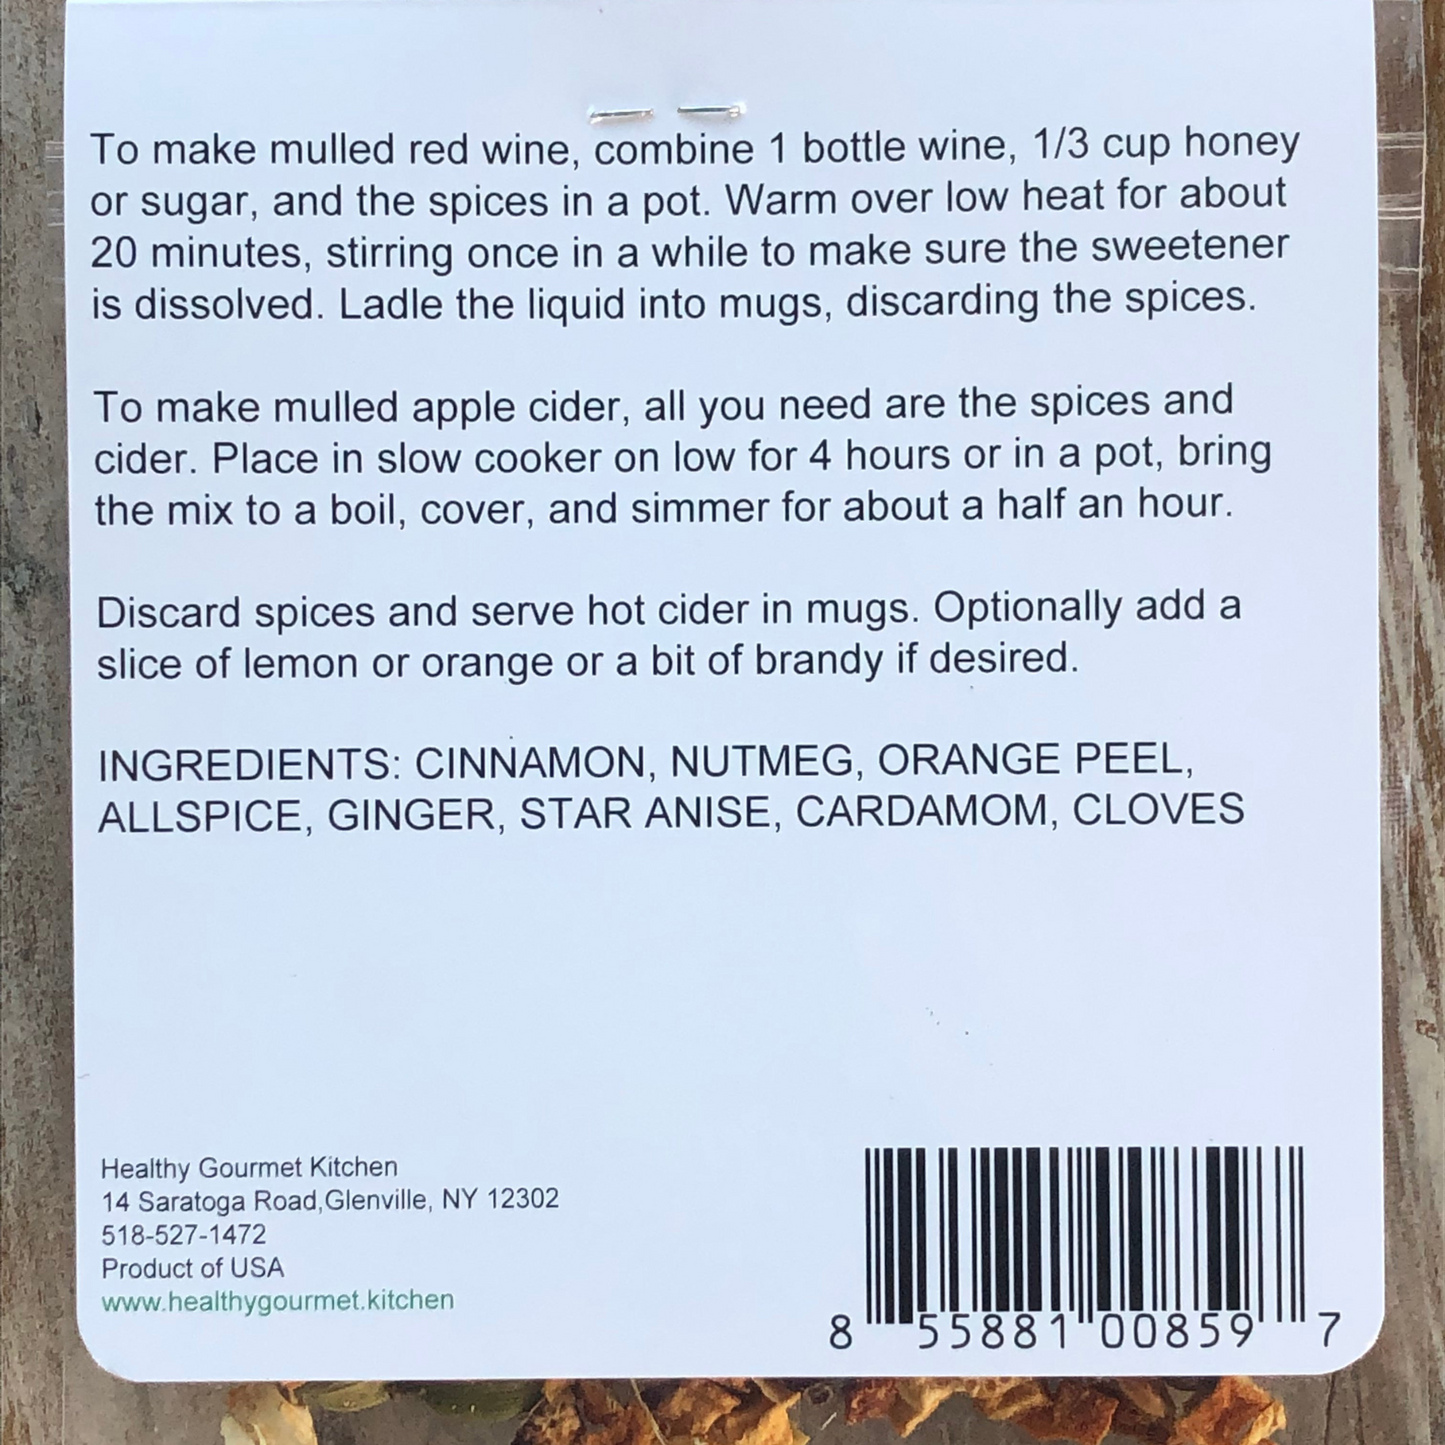 To make mulled red wine, combine 1 bottle wine, 1/3 cup honey
or sugar, and the spices in a pot. Warm over low heat for about
20 minutes, stirring once in a while to make sure the sweetener
is dissolved. Ladle the liquid into mugs, discarding the spices.
To make mulled apple cider, all you need are the spices and
cider. Place in slow cooker on low for 4 hours or in a pot, bring
the mix to a boil, cover, and simmer for about a half an hour.
Discard spices and serve hot cider in mugs. Optionally add a
slice of lemon or orange or a bit of brandy if desired.
INGREDIENTS: CINNAMON, NUTMEG, ORANGE PEEL,
ALLSPICE, GINGER, STAR ANISE, CARDAMOM, CLOVES
Healthy Gourmet Kitchen
14 Saratoga Road,Glenville, NY 12302
518-527-1472
Product of USA
www.healthygourmet.kitchen
8 55881 00859 7